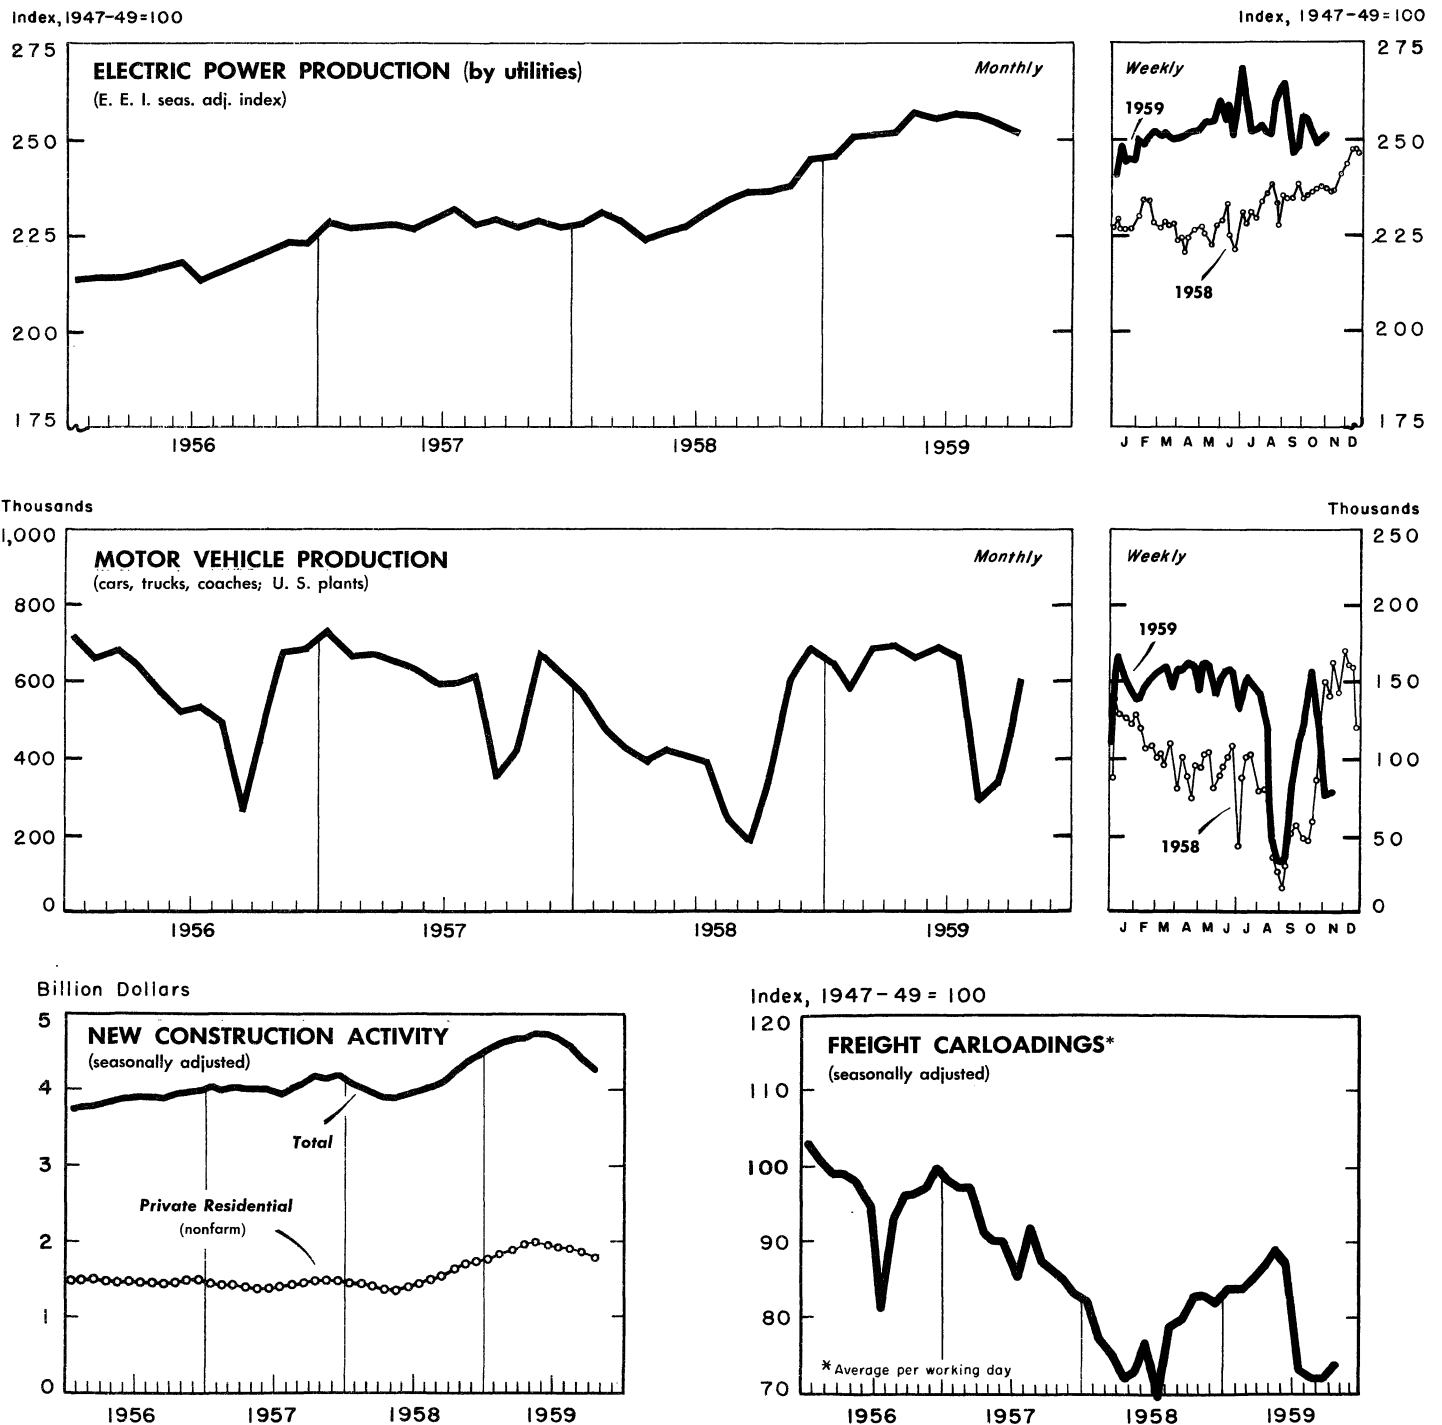 Index, 1947-49=100
Index, 1947-49=100
275
ELECTRIC POWER PRODUCTION (by utilities)
(E. E. I. seas. adj. index)
Monthly
250
225
200
175
1956
1957
1958
1959
Weekly
1959
1958
275
250
225
200
175
J F M A M J J A S O N D
Thousands
Thousands
1,000
MOTOR VEHICLE PRODUCTION
(cars, trucks, coaches; U. S. plants)
Monthly
800
600
400
200
0
1956
1957
1958
1959
Weekly
1959
1958
250
200
150
100
50
0
J F M A M J J A S O N D
Billion Dollars
5
NEW CONSTRUCTION ACTIVITY
(seasonally adjusted)
4
Total
3
Private Residential
(nonfarm)
2
1
0
1956
1957
1958
1959
Index, 1947-49 = 100
120
FREIGHT CARLOADINGS*
(seasonally adjusted)
110
100
90
80
* Average per working day
70
1956
1957
1958
1959